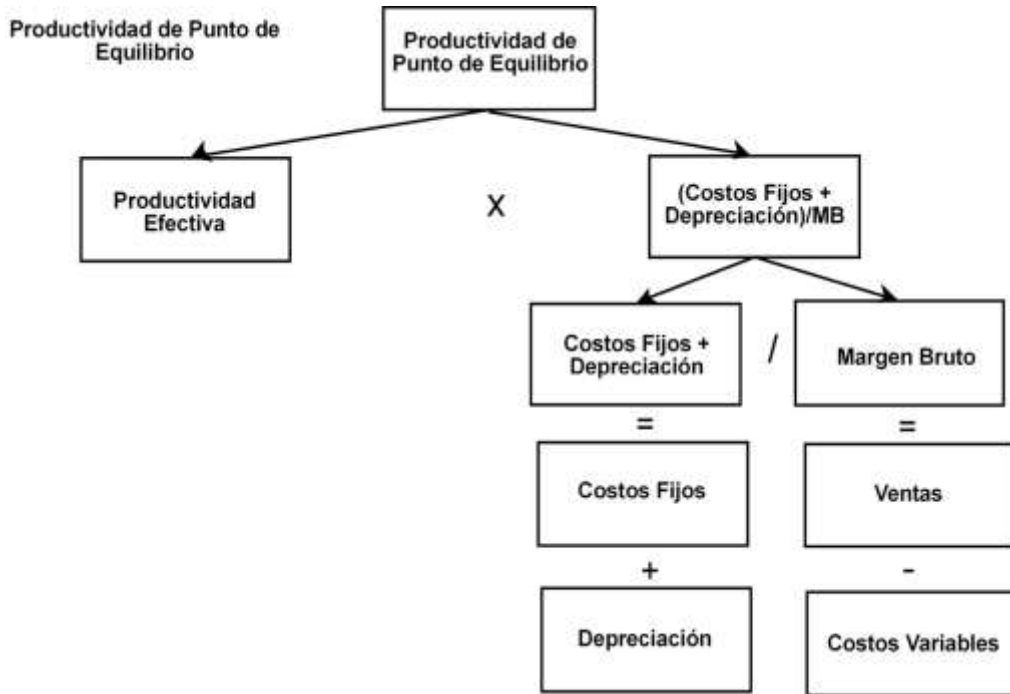 Productividad de Punto de
Equilibrio
Productividad de
Punto de Equilibrio
Productividad
Efectiva
X
(Costos Fijos +
Depreciación)/MB
Costos Fijos +
Depreciación
/
Margen Bruto
=
=
Costos Fijos
Ventas
+
-
Depreciación
Costos Variables